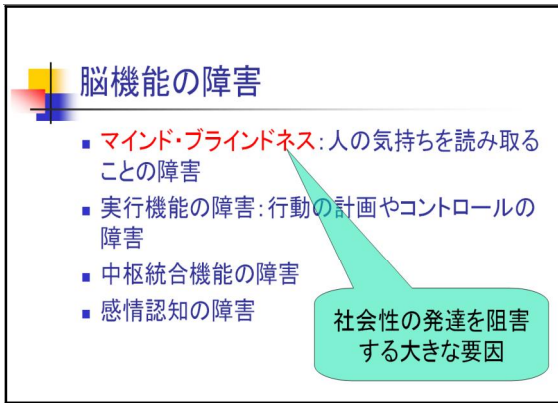 脳機能の障害
■ マインド・ブラインドネス:人の気持ちを読み取る
ことの障害
■ 実行機能の障害:行動の計画やコントロールの
障害
■ 中枢統合機能の障害
■ 感情認知の障害
社会性の発達を阻害
する大きな要因